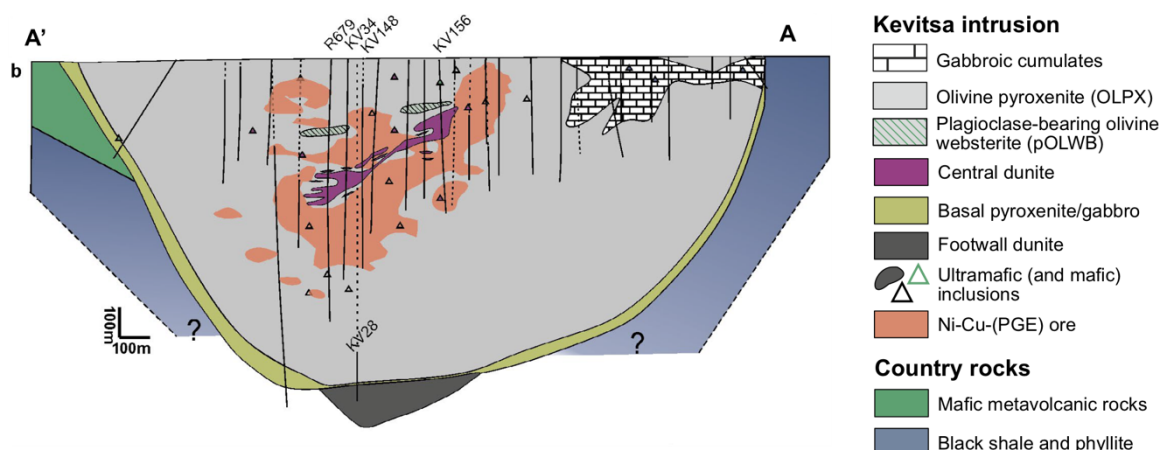 A'
R679
KV34
KV148
KV156
A
b
100m
100m
?
KV28
?
Kevitsa intrusion
Gabbroic cumulates
Olivine pyroxenite (OLPX)
Plagioclase-bearing olivine
websterite (pOLWB)
Central dunite
Basal pyroxenite/gabbro
Footwall dunite
Ultramafic (and mafic)
inclusions
Ni-Cu-(PGE) ore
Country rocks
Mafic metavolcanic rocks
Black shale and phyllite